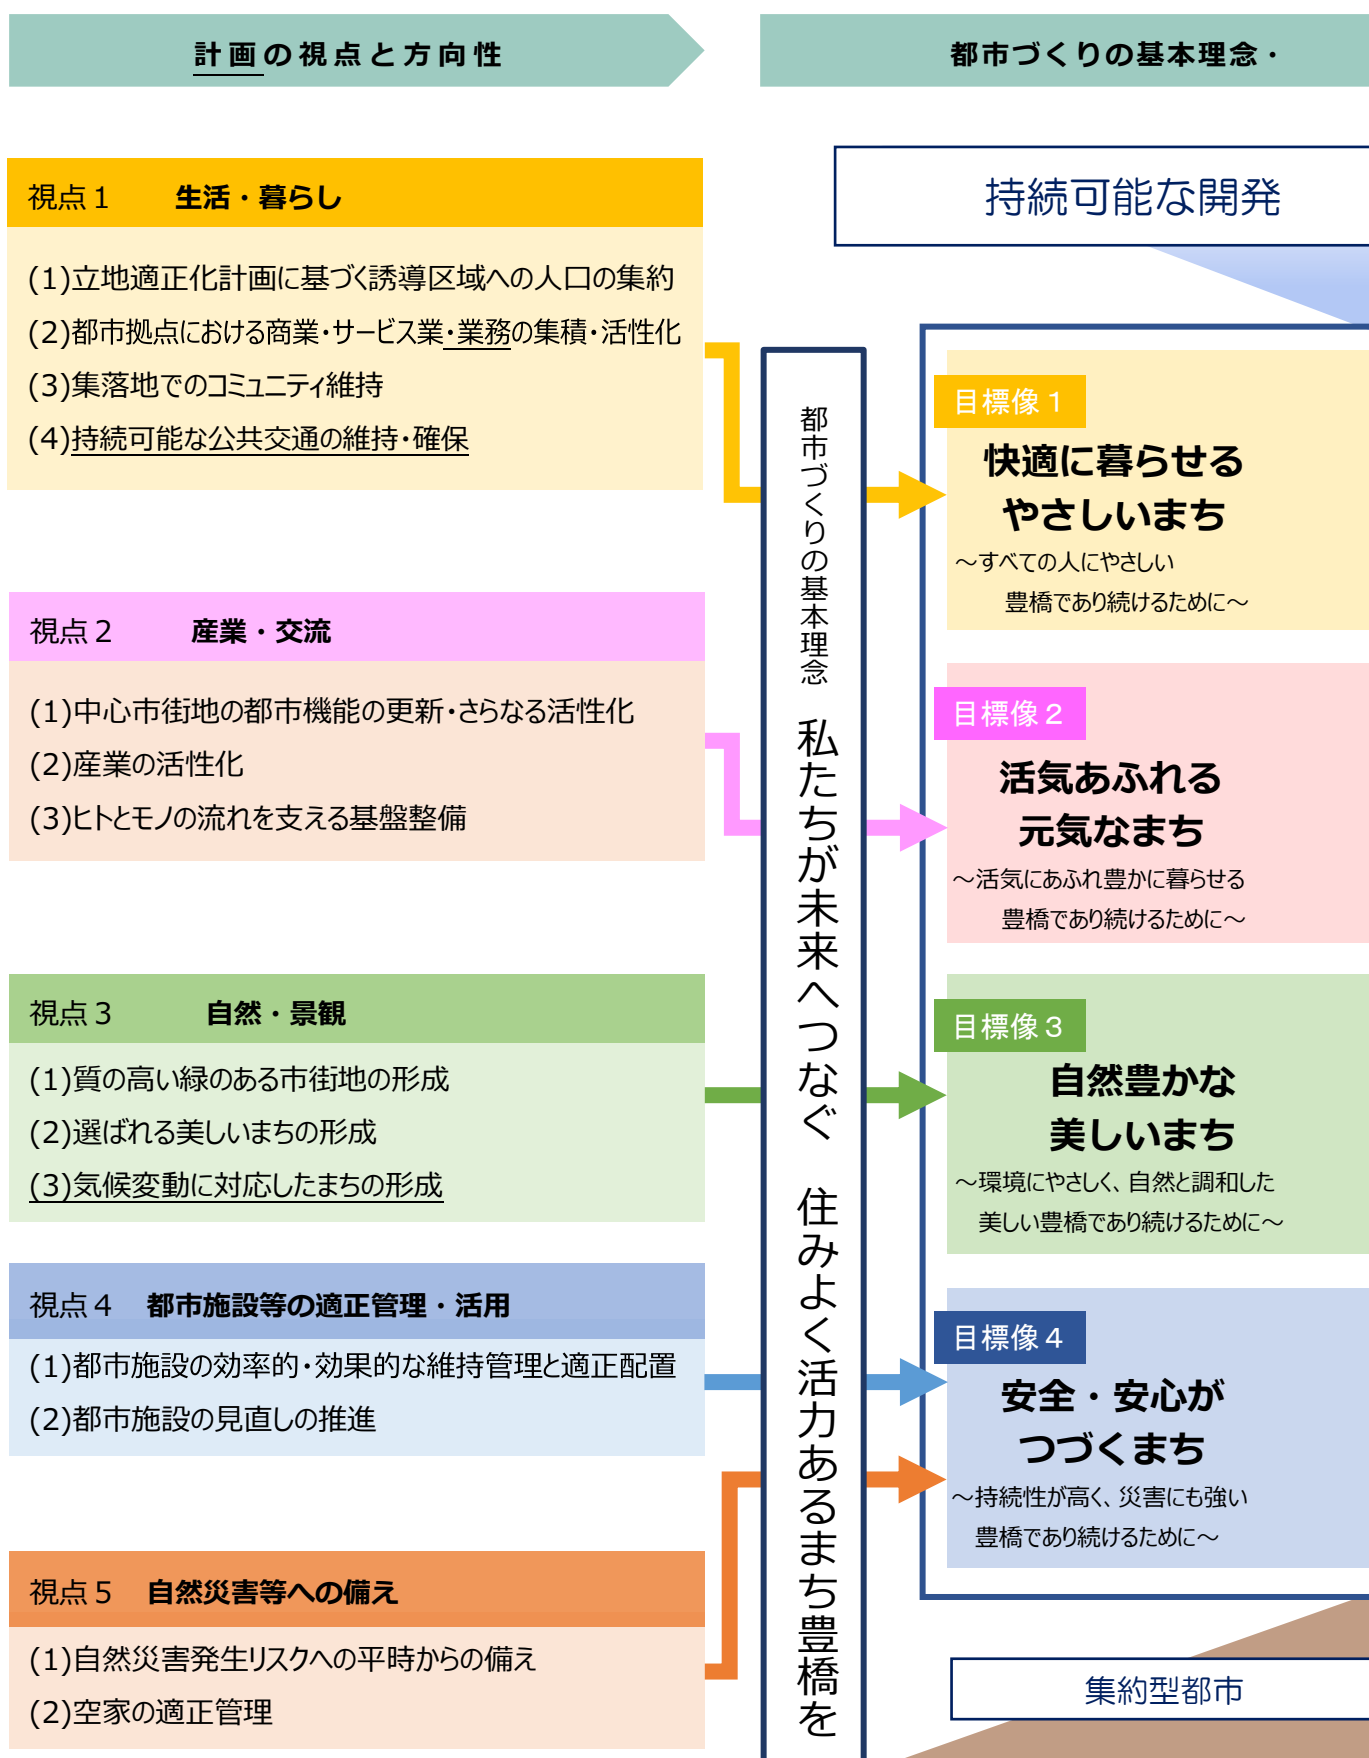 計画の視点と方向性
都市づくりの基本理念・
視点１ 生活・暮らし
(1)立地適正化計画に基づく誘導区域への人口の集約
(2)都市拠点における商業・サービス業・業務の集積・活性化
(3)集落地でのコミュニティ維持
(4)持続可能な公共交通の維持・確保
視点２ 産業・交流
(1)中心市街地の都市機能の更新・さらなる活性化
(2)産業の活性化
(3)ヒトとモノの流れを支える基盤整備
視点３ 自然・景観
(1)質の高い緑のある市街地の形成
(2)選ばれる美しいまちの形成
(3)気候変動に対応したまちの形成
視点４ 都市施設等の適正管理・活用
(1)都市施設の効率的・効果的な維持管理と適正配置
(2)都市施設の見直しの推進
視点５ 自然災害等への備え
(1)自然災害発生リスクへの平時からの備え
(2)空家の適正管理
都市づくりの基本理念 私たちが未来へつなぐ 住みよく活力あるまち豊橋を
持続可能な開発
目標像１
快適に暮らせる
やさしいまち
～すべての人にやさしい
豊橋であり続けるために～
目標像２
活気あふれる
元気なまち
～活気にあふれ豊かに暮らせる
豊橋であり続けるために～
目標像３
自然豊かな
美しいまち
～環境にやさしく、自然と調和した
美しい豊橋であり続けるために～
目標像４
安全・安心が
つづくまち
～持続性が高く、災害にも強い
豊橋であり続けるために～
集約型都市